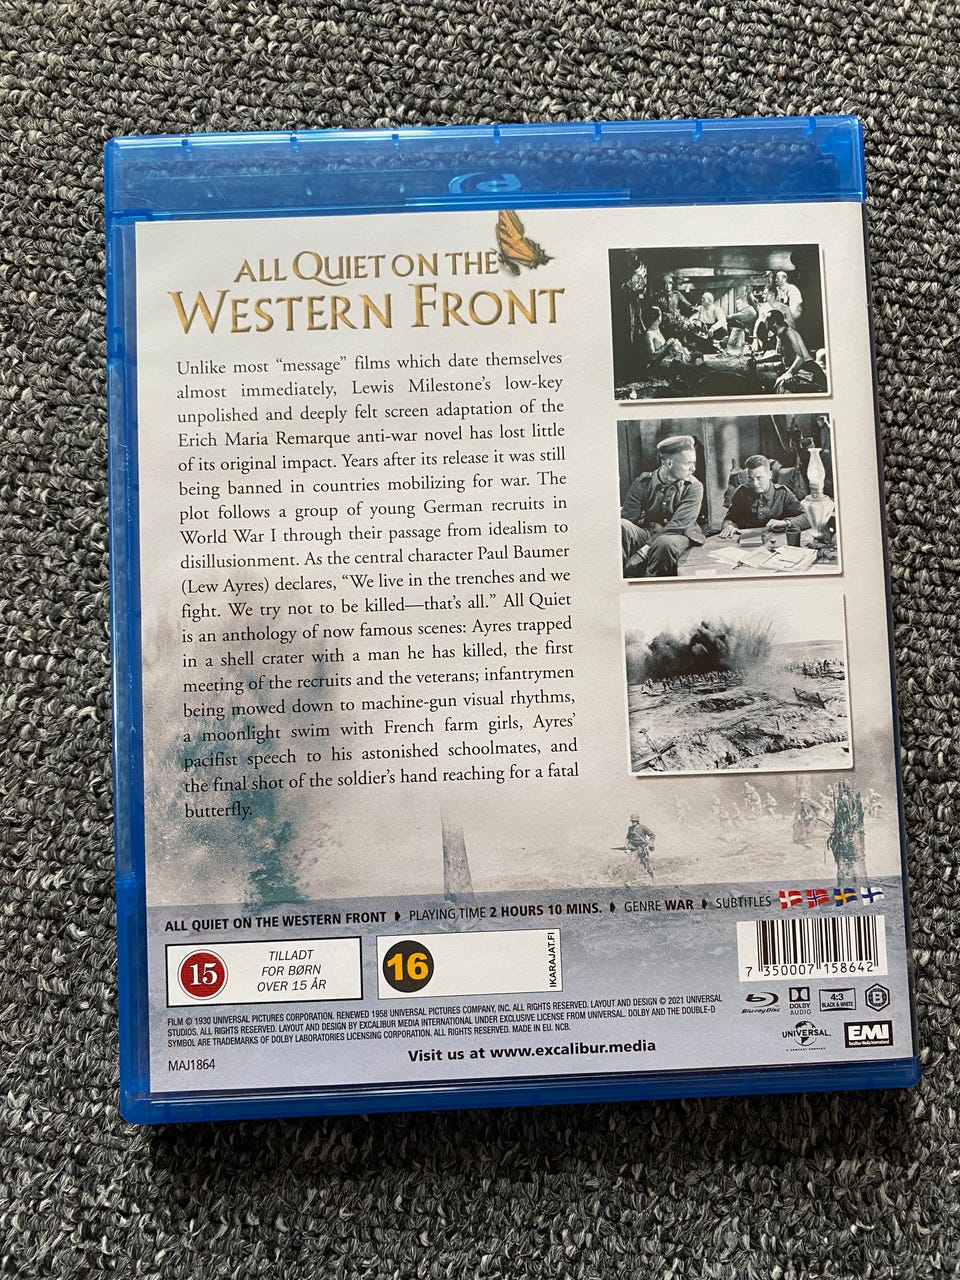 ALL QUIET ON THE
WESTERN FRONT
Unlike most “message” films which date themselves
almost immediately, Lewis Milestone’s low-key
unpolished and deeply felt screen adaptation of the
Erich Maria Remarque anti-war novel has lost little
of its original impact. Years after its release it was still
being banned in countries mobilizing for war. The
plot follows a group of young German recruits in
World War I through their passage from idealism to
disillusionment. As the central character Paul Baumer
(Lew Ayres) declares, “We live in the trenches and we
fight. We try not to be killed—that’s all.” All Quiet
is an anthology of now famous scenes: Ayres trapped
in a shell crater with a man he has killed, the first
meeting of the recruits and the veterans; infantrymen
being mowed down to machine-gun visual rhythms,
a moonlight swim with French farm girls, Ayres’
pacifist speech to his astonished schoolmates, and
the final shot of the soldier’s hand reaching for a fatal
butterfly.
ALL QUIET ON THE WESTERN FRONT PLAYING TIME 2 HOURS 10 MINS. GENRE WAR SUBTITLES
15
TILLADT
FOR BØRN
OVER 15 ÅR
16
IKARAJAT.FI
7 350007 158642
FILM © 1930 UNIVERSAL PICTURES CORPORATION. RENEWED 1958 UNIVERSAL PICTURES COMPANY, INC. ALL RIGHTS RESERVED. LAYOUT AND DESIGN © 2021 UNIVERSAL
STUDIOS. ALL RIGHTS RESERVED. LAYOUT AND DESIGN BY EXCALIBUR MEDIA INTERNATIONAL UNDER EXCLUSIVE LICENSE FROM UNIVERSAL. DOLBY AND THE DOUBLE-D
SYMBOL ARE TRADEMARKS OF DOLBY LABORATORIES LICENSING CORPORATION. ALL RIGHTS RESERVED. MADE IN EU. NCB.
Blu-ray Disc
DOLBY
AUDIO
4:3
BLACK & WHITE
B
UNIVERSAL
EMI
Excalibur Media International
Visit us at www.excalibur.media
MAJ1864